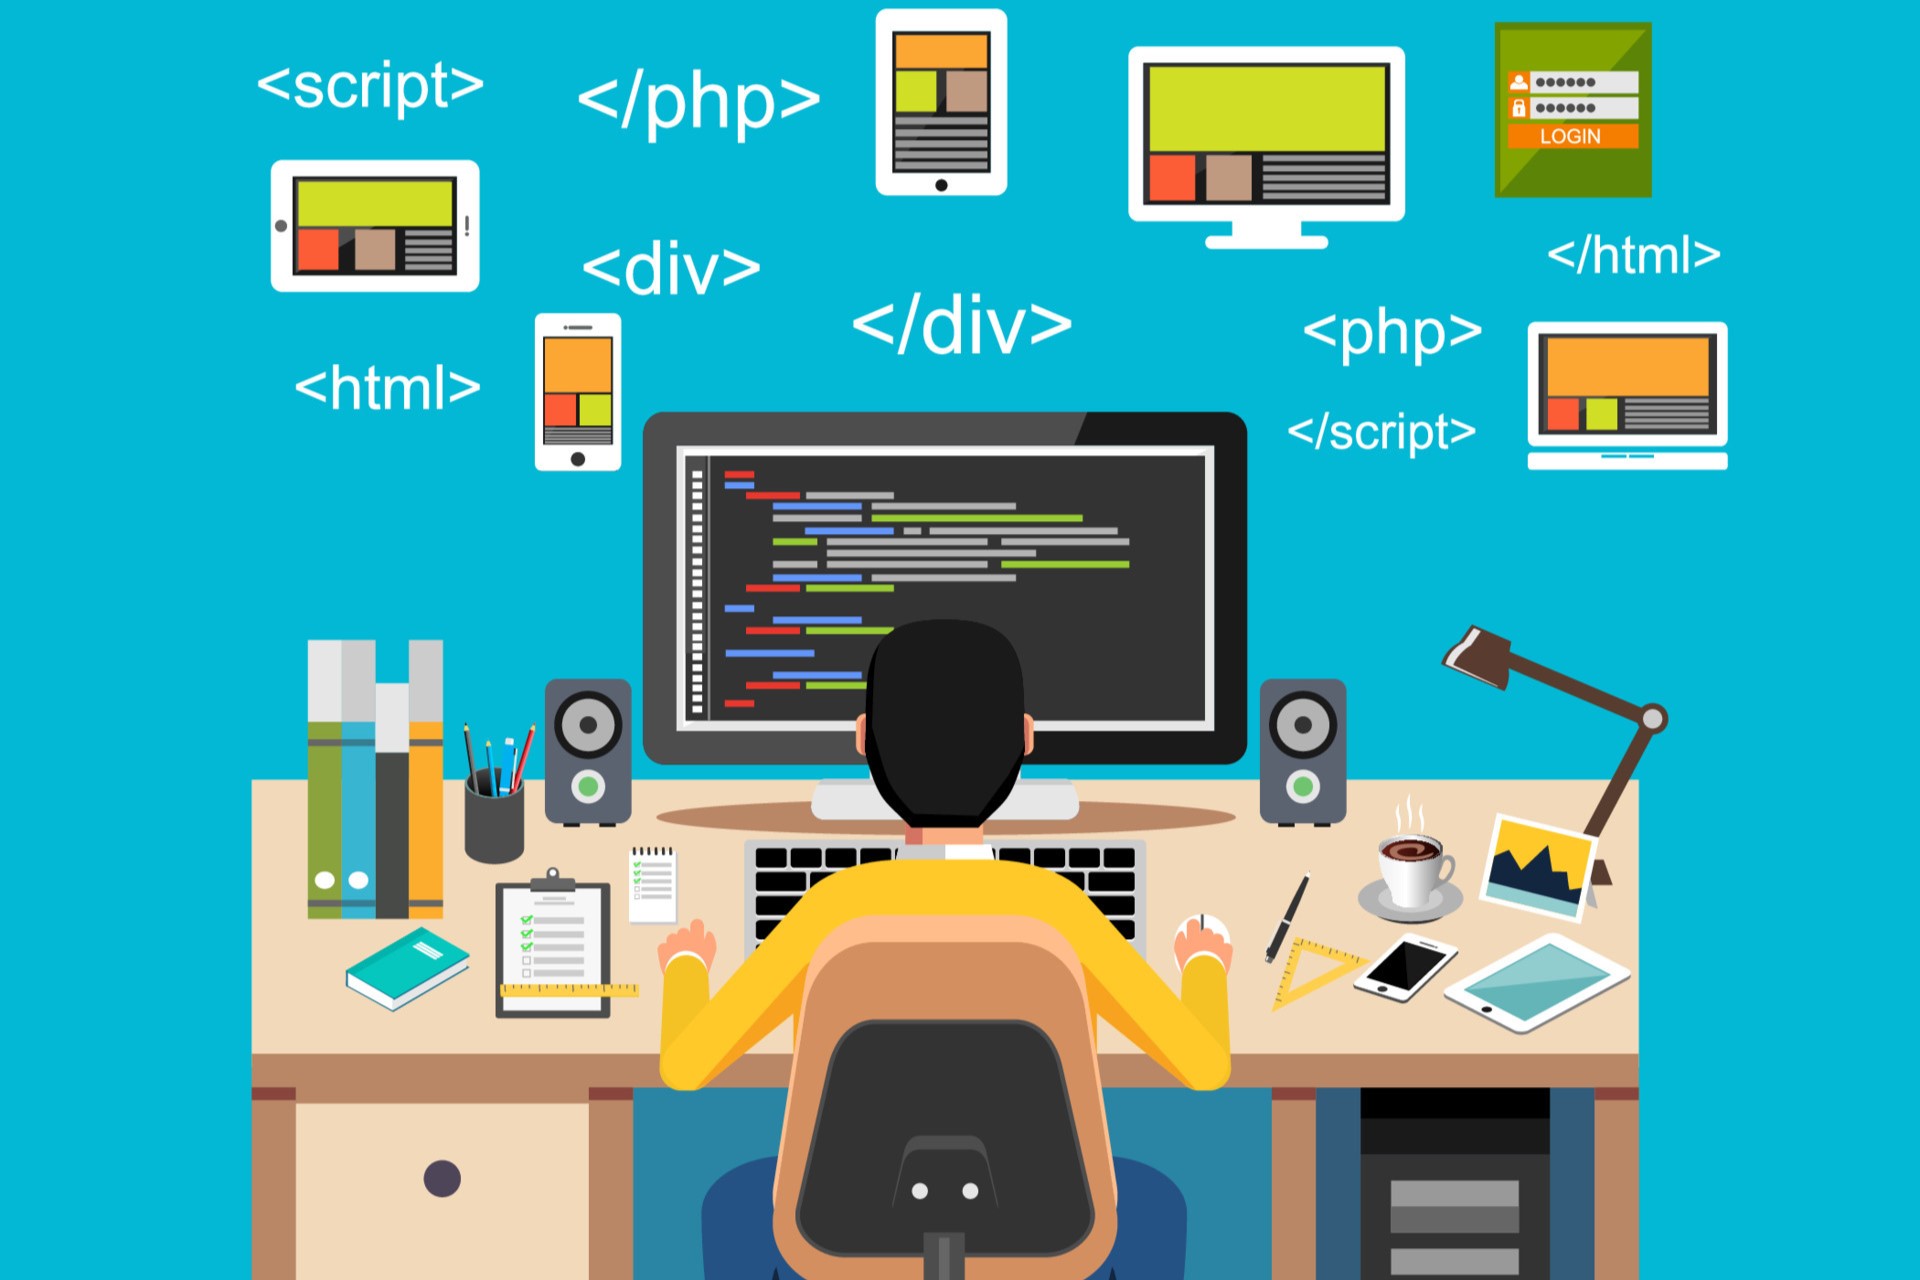 <script>
</php>
LOGIN
<div>
</html>
</div>
<php>
<html>
</script>